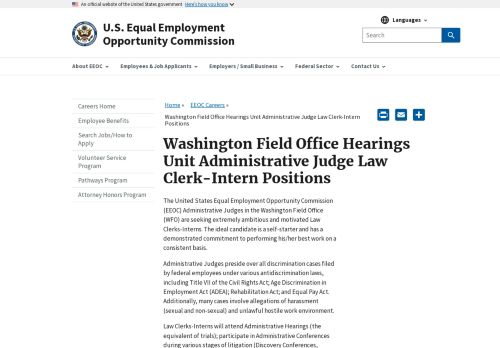 An official website of the United States government Here's how you know
U.S. Equal Employment
Opportunity Commission
Languages
Search
About EEOC
Employees & Job Applicants
Employers / Small Business
Federal Sector
Contact Us
Careers Home
Employee Benefits
Search Jobs/How to
Apply
Volunteer Service
Program
Pathways Program
Attorney Honors Program
Home » EEOC Careers »
Washington Field Office Hearings Unit Administrative Judge Law Clerk-Intern
Positions
Washington Field Office Hearings
Unit Administrative Judge Law
Clerk-Intern Positions
The United States Equal Employment Opportunity Commission
(EEOC) Administrative Judges in the Washington Field Office
(WFO) are seeking extremely ambitious and motivated Law
Clerks-Interns. The ideal candidate is a self-starter and has a
demonstrated commitment to performing his/her best work on a
consistent basis.
Administrative Judges preside over all discrimination cases filed
by federal employees under various antidiscrimination laws,
including Title VII of the Civil Rights Act; Age Discrimination in
Employment Act (ADEA); Rehabilitation Act; and Equal Pay Act.
Additionally, many cases involve allegations of harassment
(sexual and non-sexual) and unlawful hostile work environment.
Law Clerks-Interns will attend Administrative Hearings (the
equivalent of trials); participate in Administrative Conferences
during various stages of litigation (Discovery Conferences,